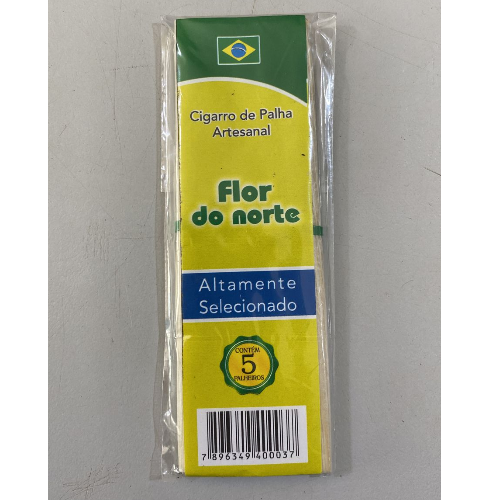 Cigarro de Palha
Artesanal
Flor
do norte
Altamente
Selecionado
CONTÉM
5
PALHEIROS
7 896349 400037